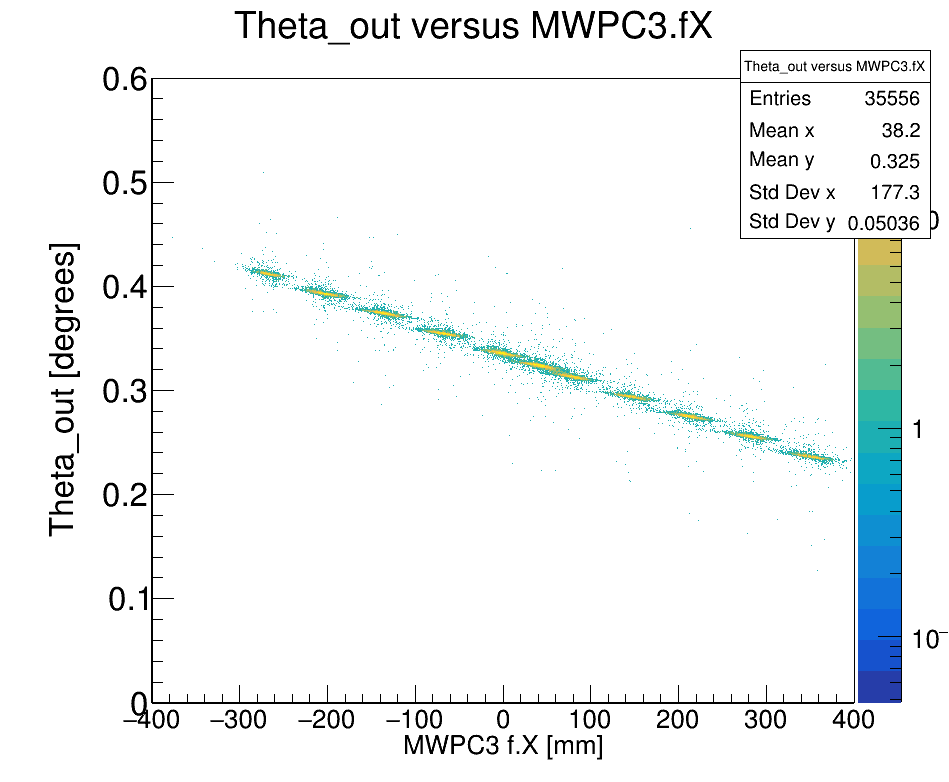 Theta_out versus MWPC3.fX
Theta_out versus MWPC3.fX
Entries 35556
Mean x 38.2
Mean y 0.325
Std Dev x 177.3
Std Dev y 0.05036
0.6
0.5
0.4
0.3
0.2
0.1
0
Theta_out [degrees]
−400 −300 −200 −100 0 100 200 300 400
MWPC3 f.X [mm]
0
1
10⁻